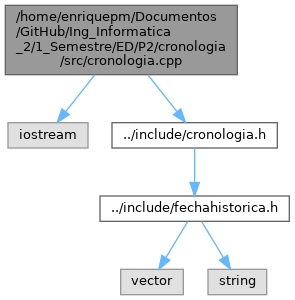 /home/enriquepm/Documentos
/GitHub/Ing_Informatica
_2/1_Semestre/ED/P2/cronologia
/src/cronologia.cpp
iostream
../include/cronologia.h
../include/fechahistorica.h
vector
string